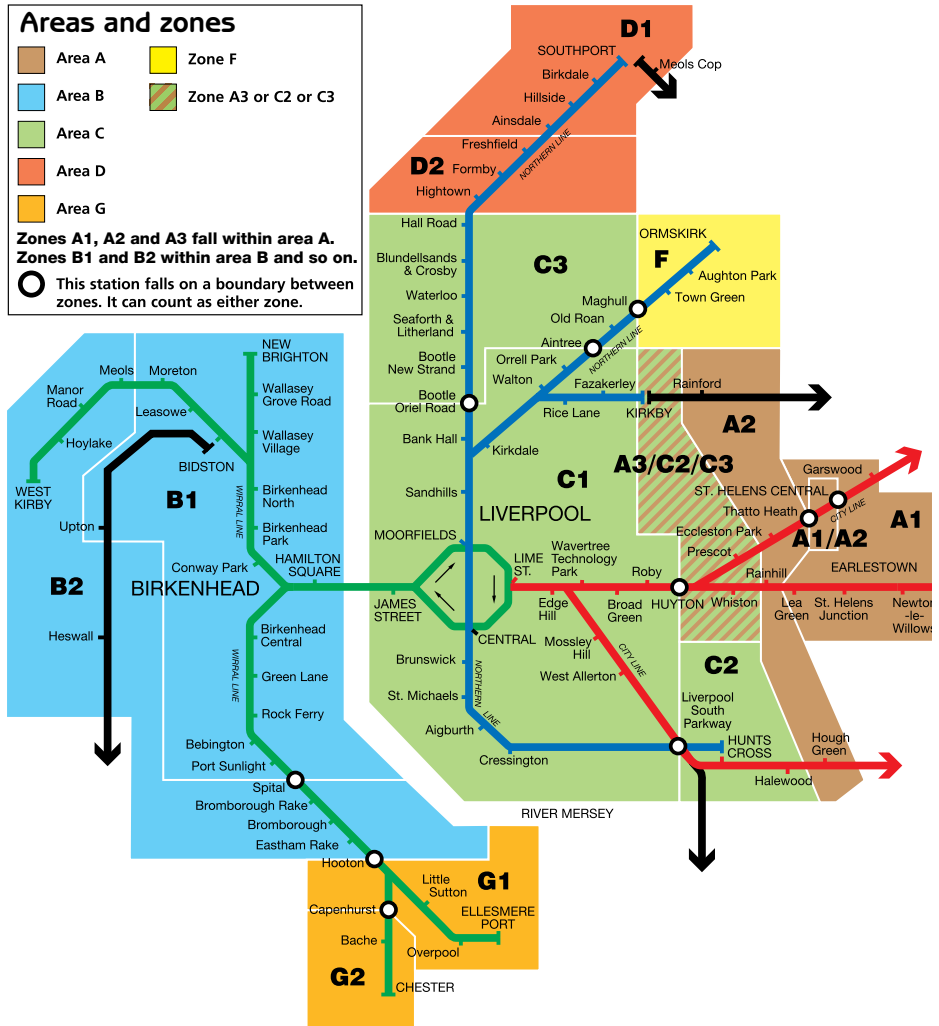 Areas and zones
Area A
Zone F
Area B
Zone A3 or C2 or C3
Area C
Area D
Area G
Zones A1, A2 and A3 fall within area A.
Zones B1 and B2 within area B and so on.
This station falls on a boundary between
zones. It can count as either zone.
D1
SOUTHPORT
Meols Cop
Birkdale
Hillside
Ainsdale
NORTHERN LINE
Freshfield
D2
Formby
Hightown
Hall Road
Blundellsands
& Crosby
C3
Waterloo
Seaforth &
Litherland
Bootle
New Strand
Bootle
Oriel Road
Bank Hall
Sandhills
MOORFIELDS
ORMSKIRK
F
Aughton Park
Town Green
Maghull
Old Roan
NORTHERN LINE
Aintree
Orrell Park
Walton
Fazakerley
Rice Lane
KIRKBY
Rainford
Kirkdale
A2
A3/C2/C3
C1
LIVERPOOL
Garswood
ST. HELENS CENTRAL
CITY LINE
Thatto Heath
A1
Eccleston Park
A1/A2
Prescot
Rainhill
EARLESTOWN
LIME
ST.
Wavertree
Technology
Park
Roby
Edge
Hill
Broad
Green
HUYTON
Whiston
Lea
Green
St. Helens
Junction
Newton
-le-
Willows
Mossley
Hill
CITY LINE
West Allerton
C2
Liverpool
South
Parkway
HUNTS
CROSS
Hough
Green
Halewood
CENTRAL
Brunswick
NORTHERN
LINE
St. Michaels
Aigburth
Cressington
RIVER MERSEY
NEW
BRIGHTON
Meols
Moreton
Manor
Road
Leasowe
Hoylake
WEST
KIRBY
Wallasey
Grove Road
Wallasey
Village
BIDSTON
B1
WIRRAL LINE
Birkenhead
North
Upton
Birkenhead
Park
Conway Park
HAMILTON
SQUARE
B2
BIRKENHEAD
JAMES
STREET
Heswall
Birkenhead
Central
WIRRAL LINE
Green Lane
Rock Ferry
Bebington
Port Sunlight
Spital
Bromborough Rake
Bromborough
Eastham Rake
Hooton
Little
Sutton
G1
Capenhurst
ELLESMERE
PORT
Bache
Overpool
G2
CHESTER